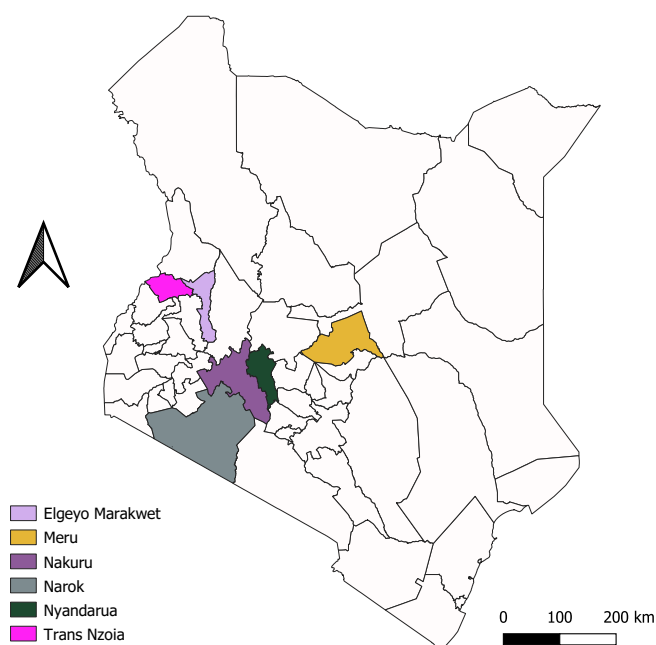 Elgeyo Marakwet
Meru
Nakuru
Narok
Nyandarua
Trans Nzoia
0 100 200 km